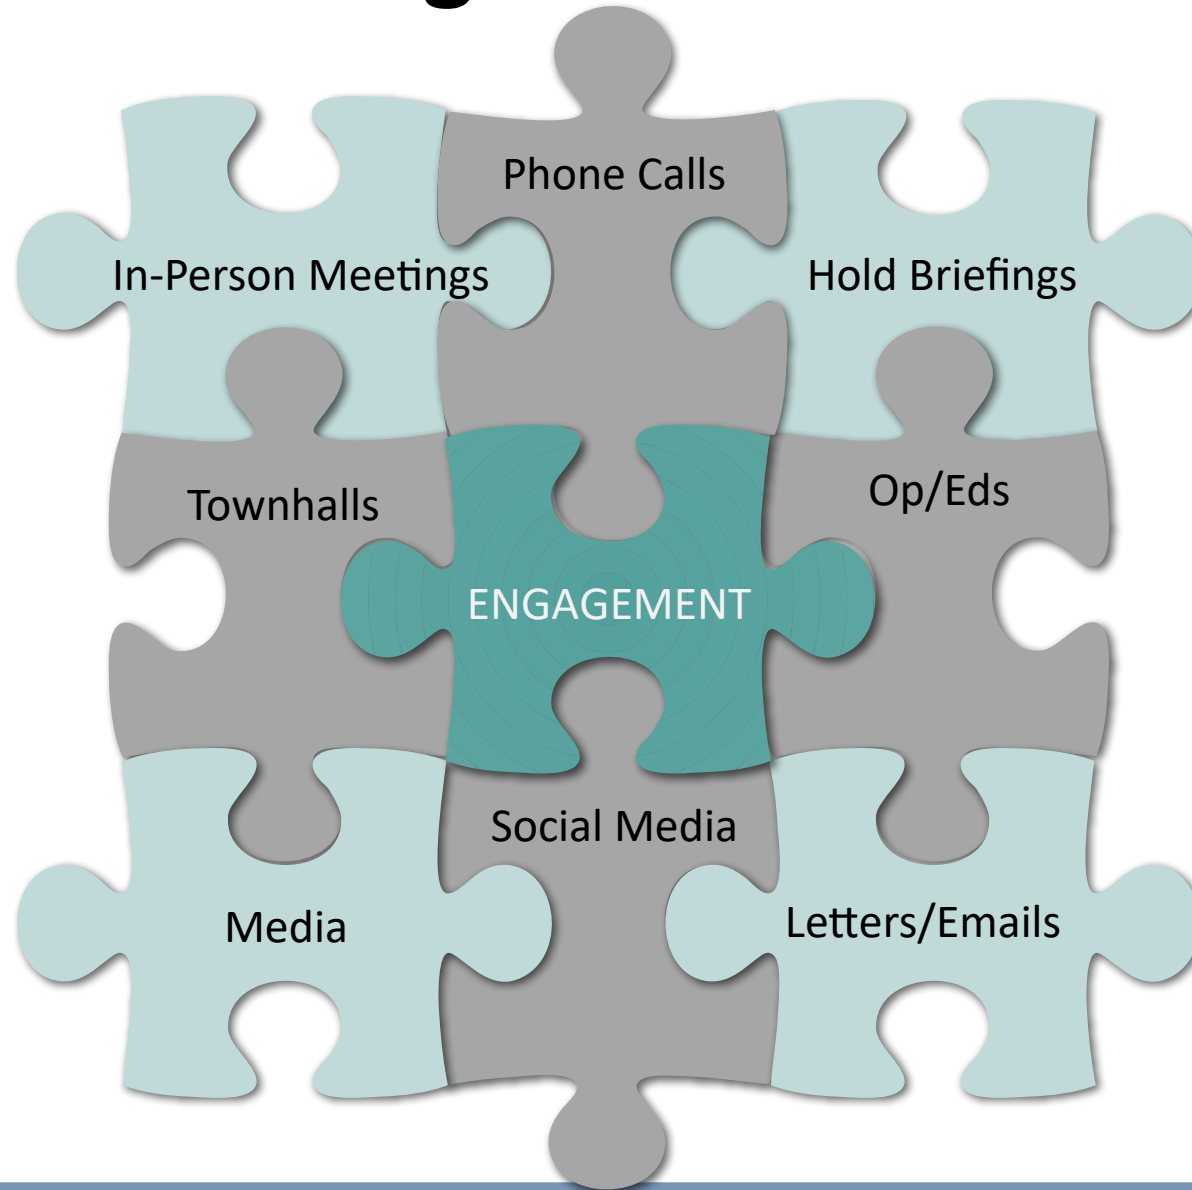 Phone Calls
In-Person Meetings
Hold Briefings
Townhalls
Op/Eds
ENGAGEMENT
Social Media
Media
Letters/Emails